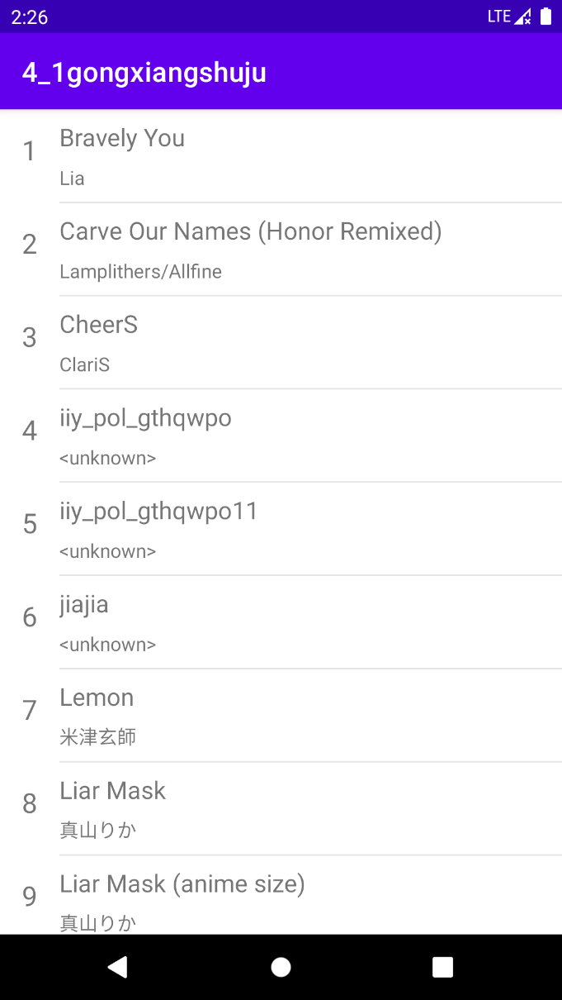 2:26 LTE
4_1gongxiangshuju
1
Bravely You
Lia
2
Carve Our Names (Honor Remixed)
Lamplithers/Allfine
3
CheerS
ClariS
4
iiy_pol_gthqwpo
<unknown>
5
iiy_pol_gthqwpo11
<unknown>
6
jiajia
<unknown>
7
Lemon
米津玄師
8
Liar Mask
真山りか
9
Liar Mask (anime size)
真山りか